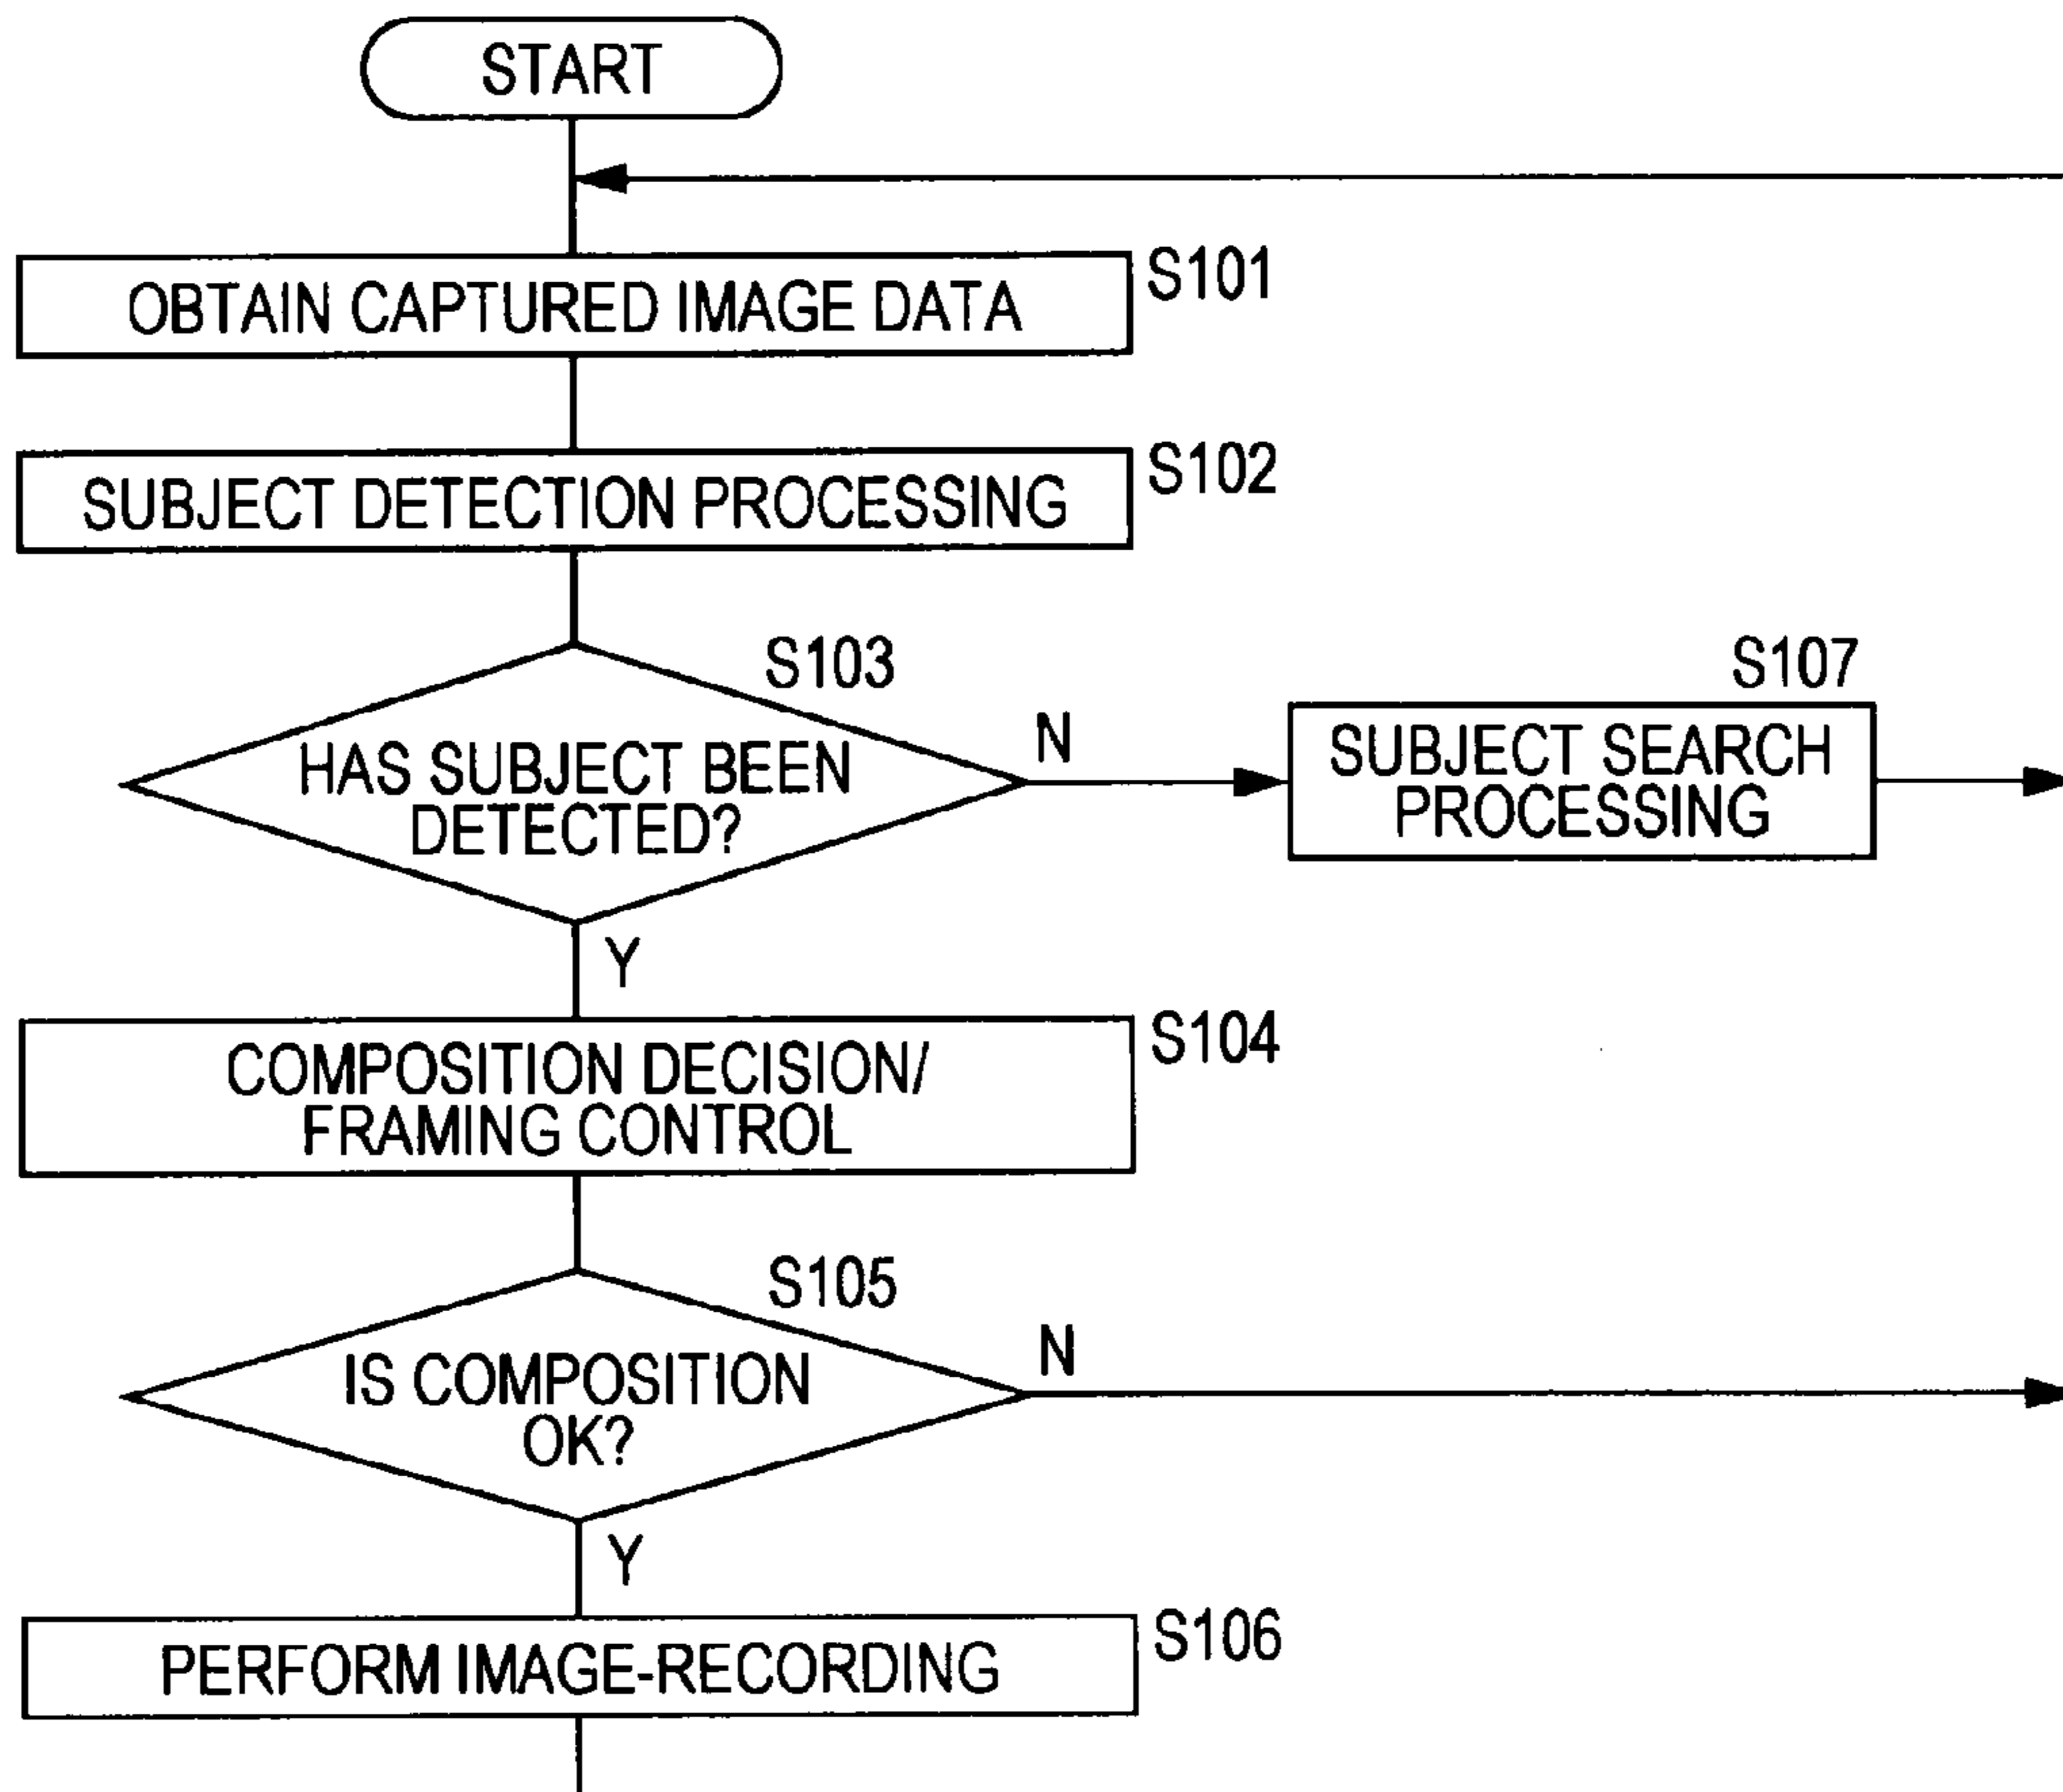 START
OBTAIN CAPTURED IMAGE DATA
S101
SUBJECT DETECTION PROCESSING
S102
S103
HAS SUBJECT BEEN
DETECTED?
N
S107
SUBJECT SEARCH
PROCESSING
Y
COMPOSITION DECISION/
FRAMING CONTROL
S104
S105
IS COMPOSITION
OK?
N
Y
PERFORM IMAGE-RECORDING
S106